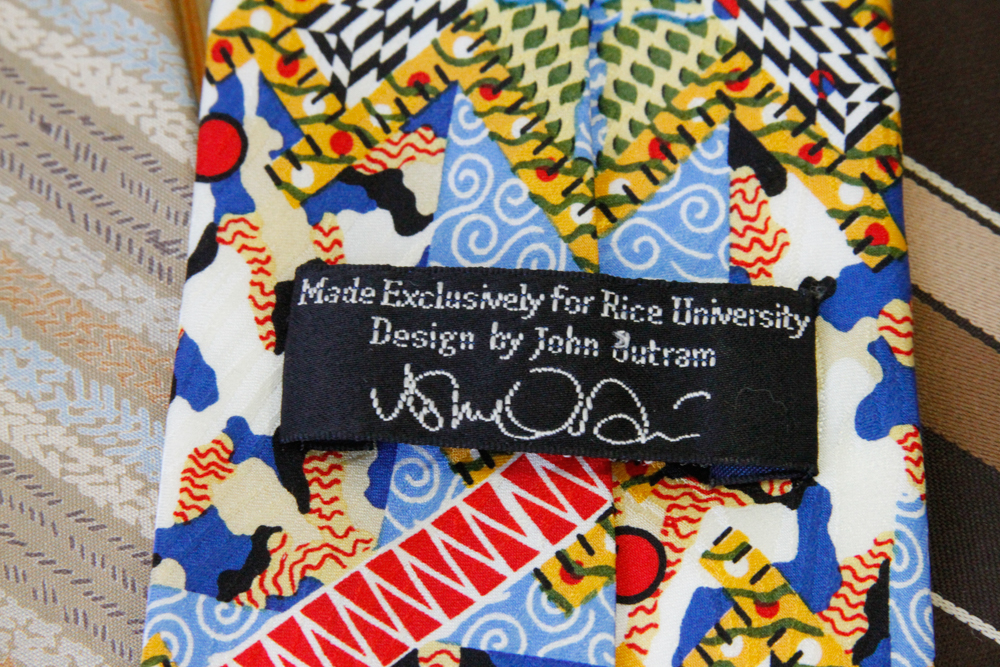 Made Exclusively for Rice University
Design by John Outram